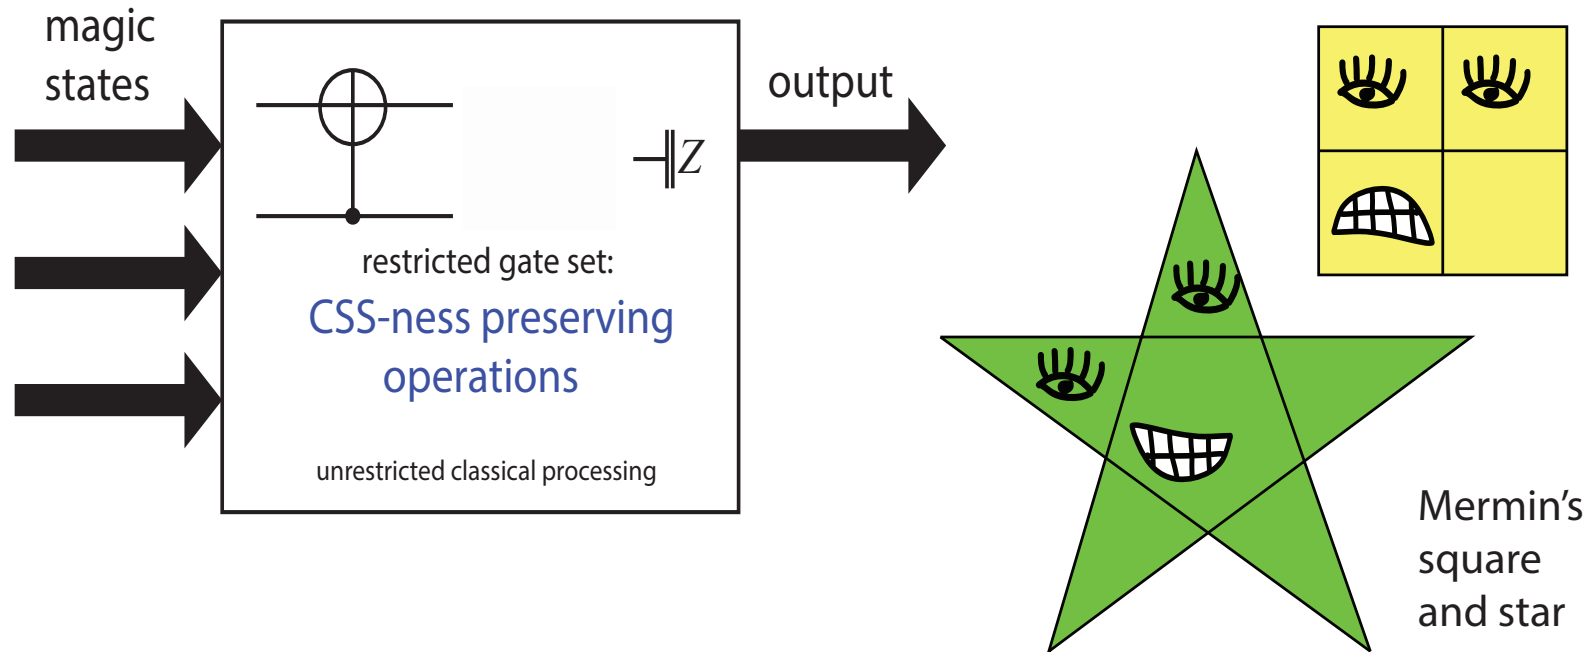 magic
states
Z
restricted gate set:
CSS-ness preserving
operations
unrestricted classical processing
output
Mermin's
square
and star